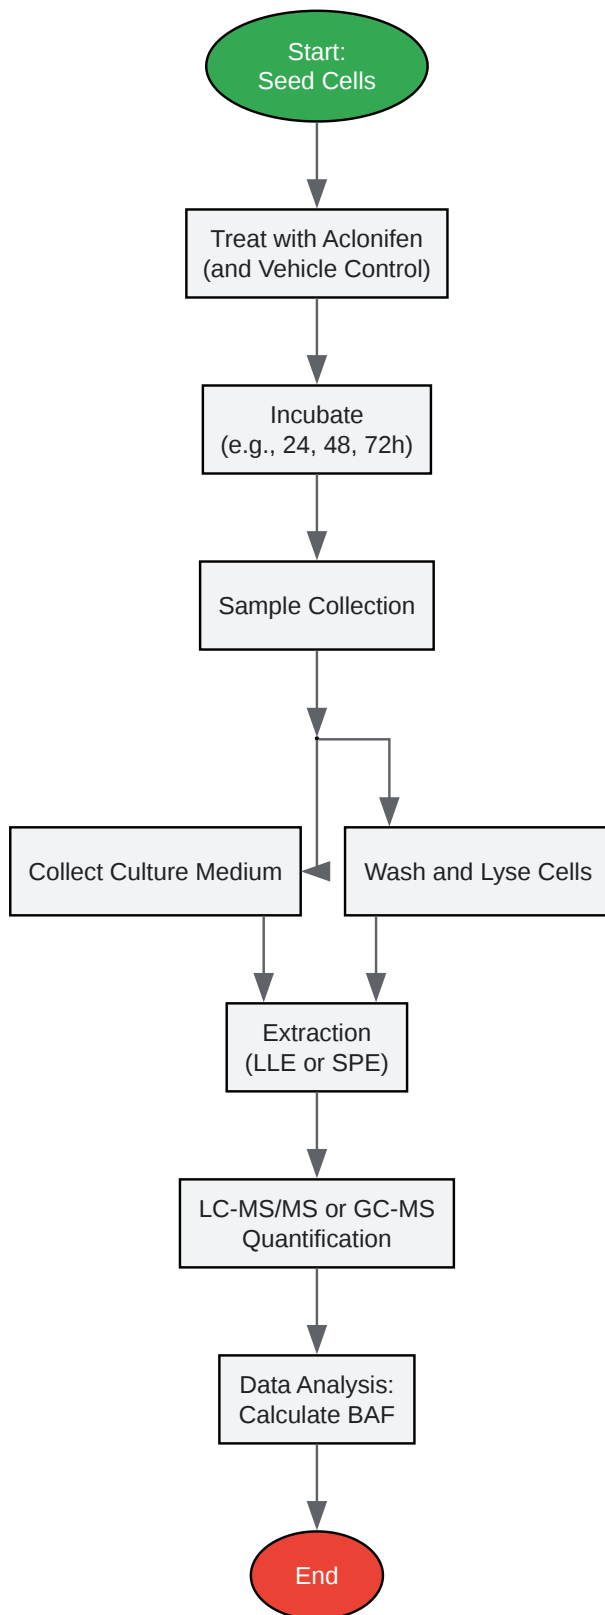 Start:
Seed Cells
Treat with Aclonifen
(and Vehicle Control)
Incubate
(e.g., 24, 48, 72h)
Sample Collection
Collect Culture Medium
Wash and Lyse Cells
Extraction
(LLE or SPE)
LC-MS/MS or GC-MS
Quantification
Data Analysis:
Calculate BAF
End